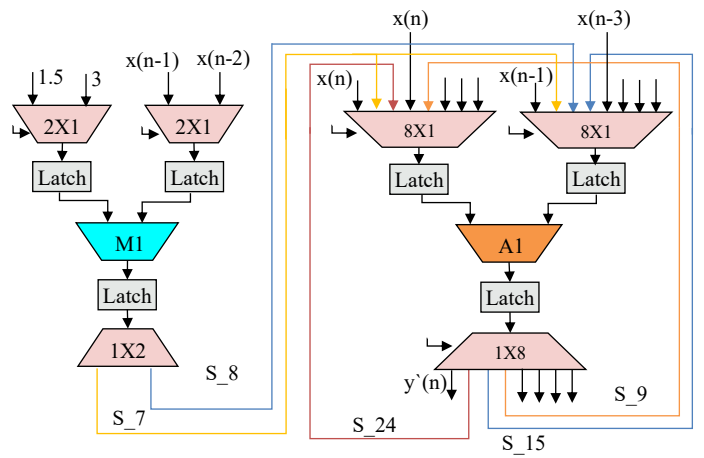 x(n)
x(n-3)
x(n-1)
x(n-2)
1.5
3
x(n)
x(n-1)
2X1
2X1
8X1
8X1
Latch
Latch
Latch
Latch
M1
A1
Latch
Latch
1X2
1X8
S_8
y`(n)
S_9
S_7
S_24
S_15